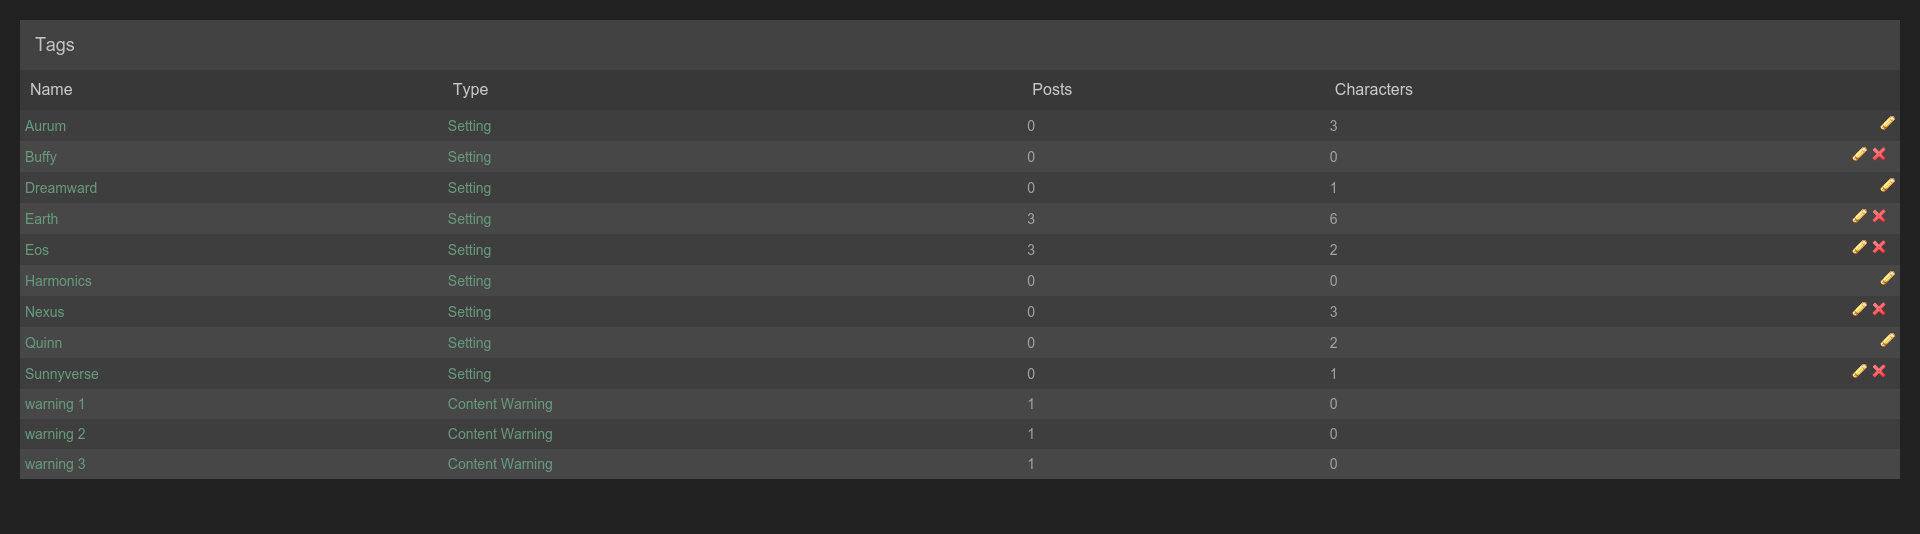 Tags
Name Type Posts Characters
Aurum Setting 0 3
Buffy Setting 0 0
Dreamward Setting 0 1
Earth Setting 3 6
Eos Setting 3 2
Harmonics Setting 0 0
Nexus Setting 0 3
Quinn Setting 0 2
Sunnyverse Setting 0 1
warning 1 Content Warning 1 0
warning 2 Content Warning 1 0
warning 3 Content Warning 1 0